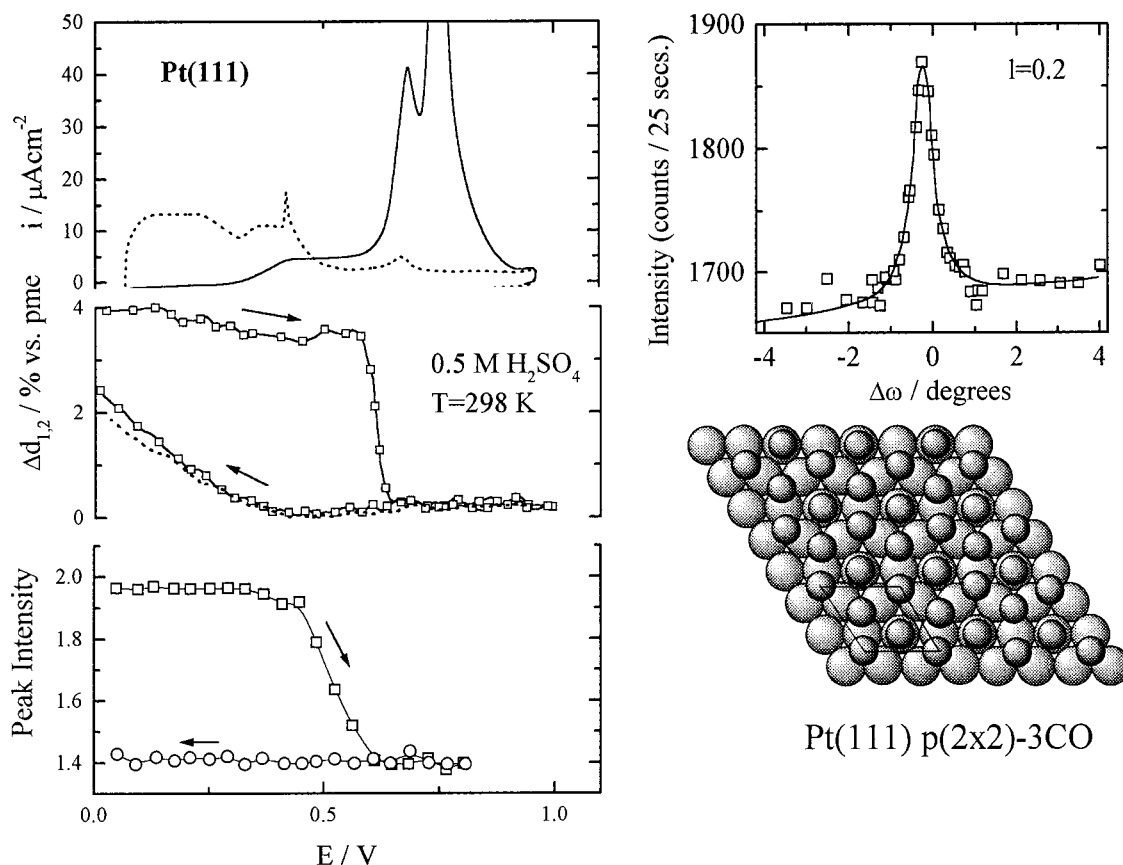 Pt(111)
i / μAcm⁻²
50
40
30
20
10
0
Δd₁,₂ / % vs. pme
4
2
0
0.5 M H₂SO₄
T=298 K
Peak Intensity
2.0
1.8
1.6
1.4
0.0 0.5 1.0
E / V
Intensity (counts / 25 secs.)
1900
1800
1700
l=0.2
-4 -2 0 2 4
Δω / degrees
Pt(111) p(2x2)-3CO